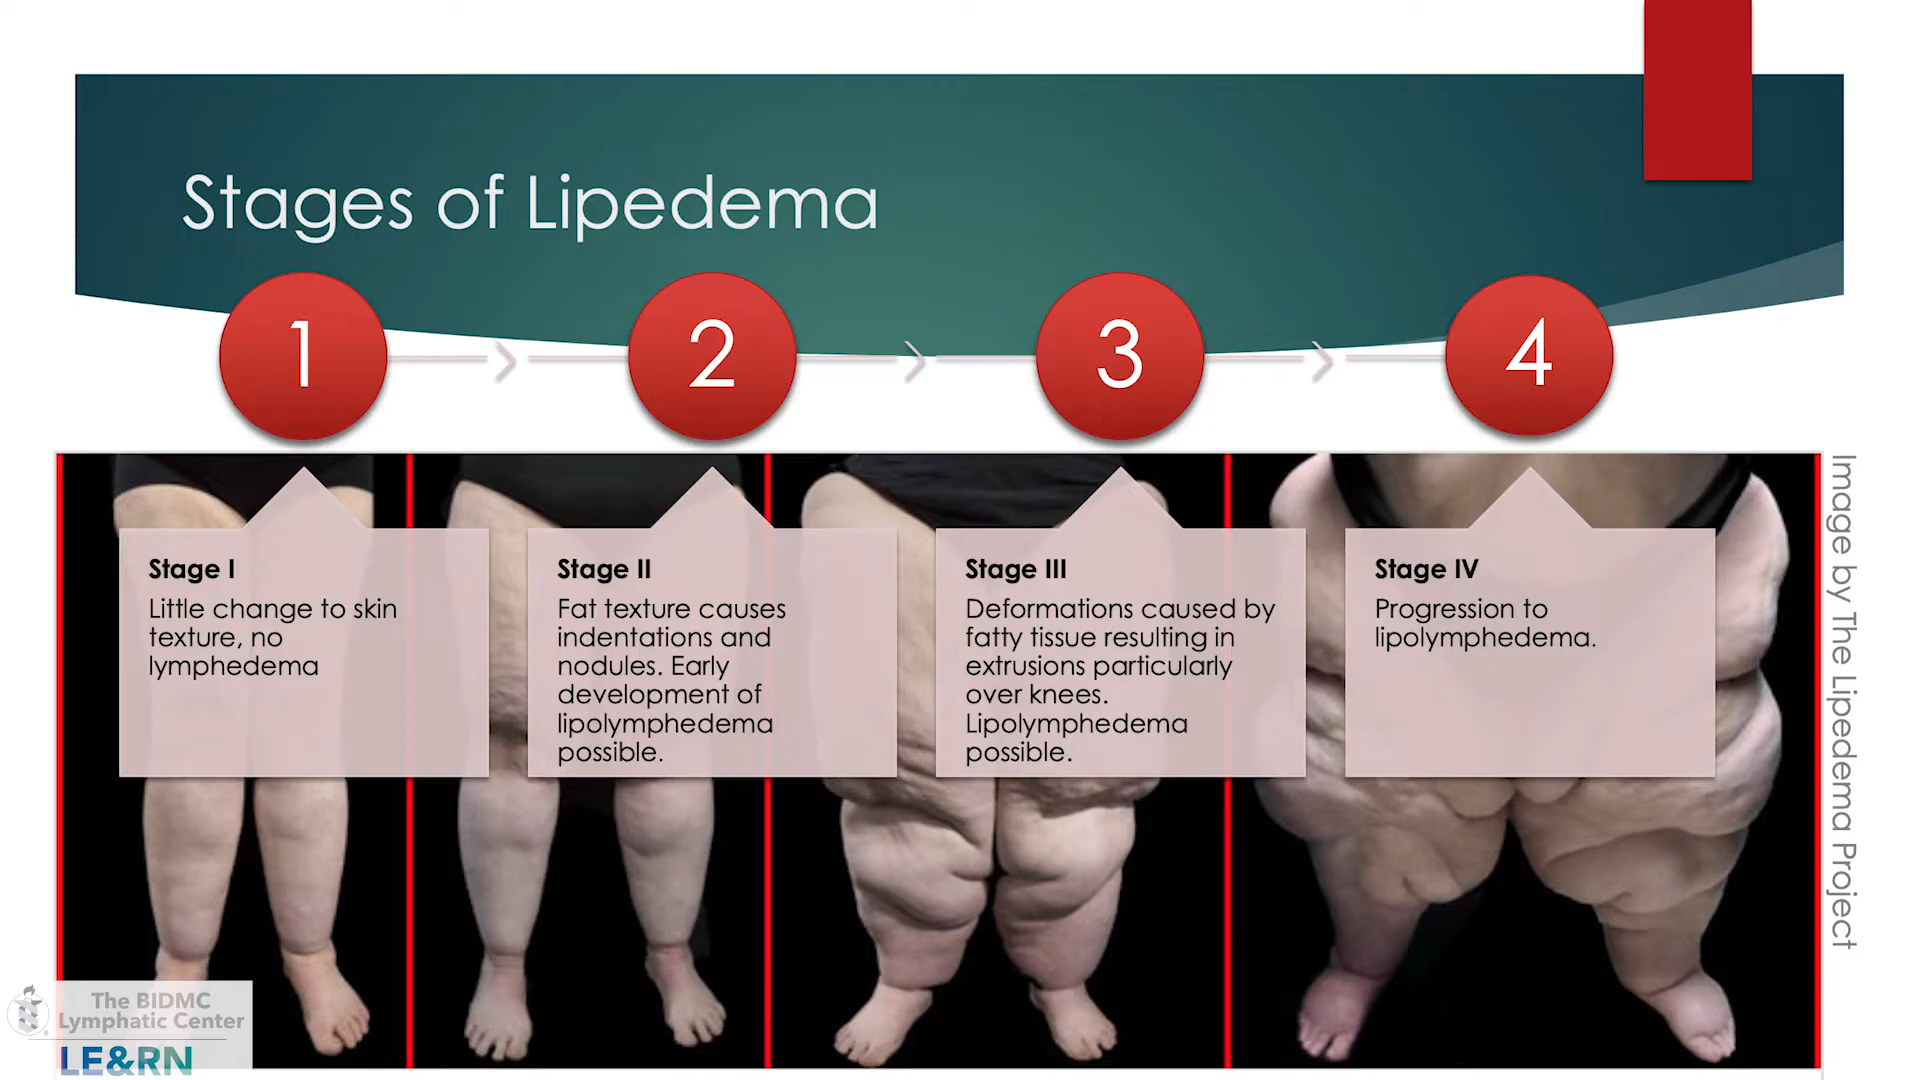 Stages of Lipedema
1
2
3
4
Stage I
Little change to skin
texture, no
lymphedema
Stage II
Fat texture causes
indentations and
nodules. Early
development of
lipolymphedema
possible.
Stage III
Deformations caused by
fatty tissue resulting in
extrusions particularly
over knees.
Lipolymphedema
possible.
Stage IV
Progression to
lipolymphedema.
Image by The Lipedema Project
The BIDMC
Lymphatic Center
LE&RN